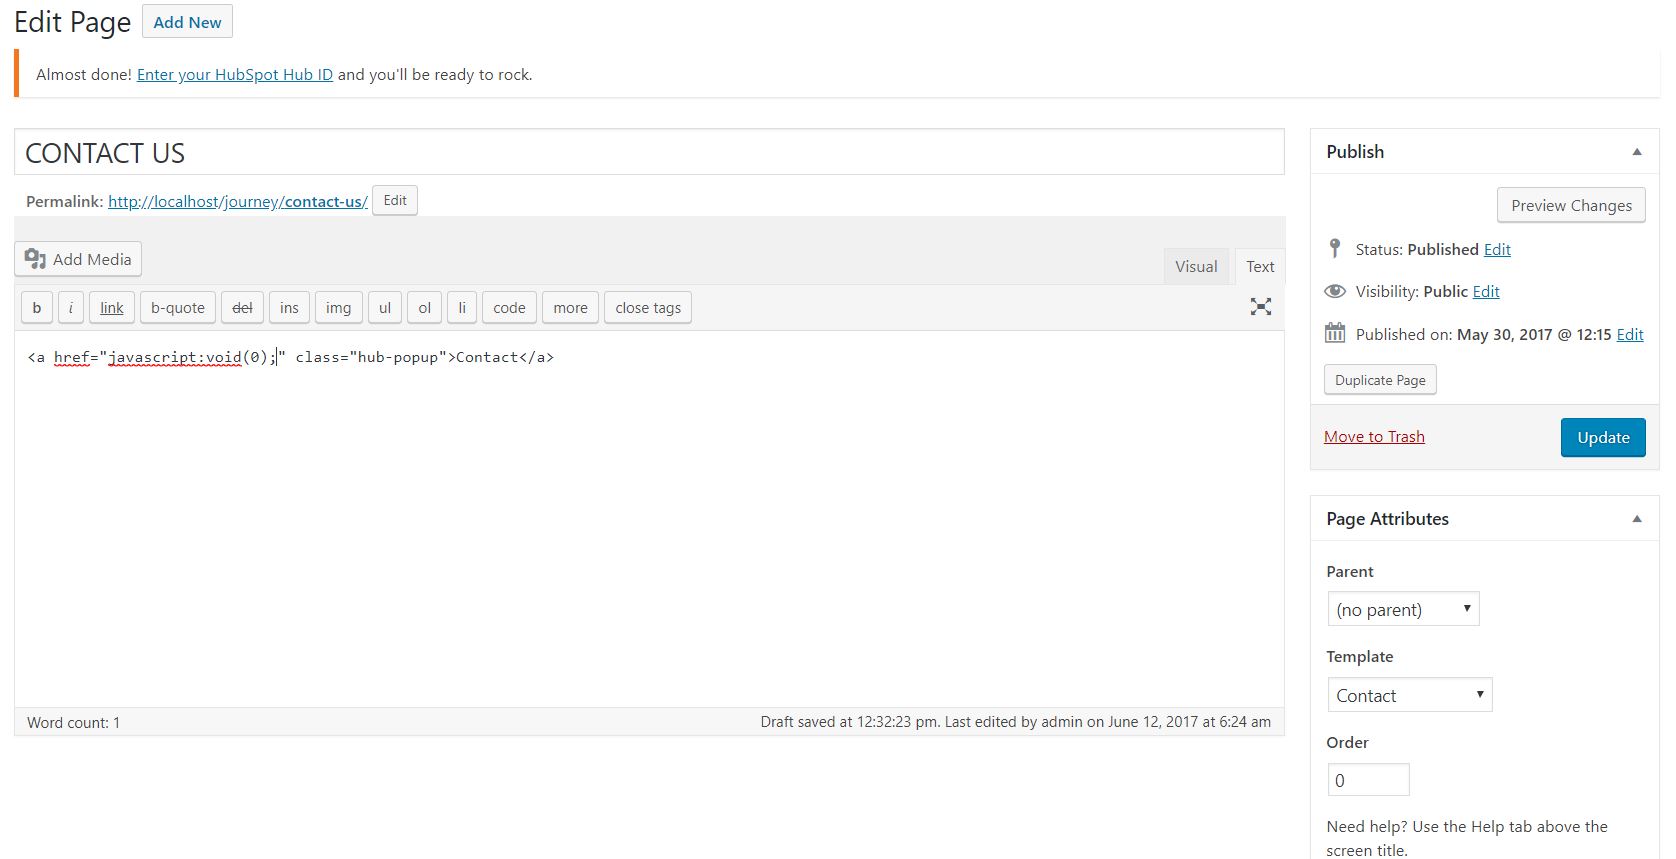 Edit Page Add New
Almost done! Enter your HubSpot Hub ID and you'll be ready to rock.
CONTACT US
Permalink: http://localhost/journey/contact-us/ Edit
Add Media
Visual Text
b i link b-quote del ins img ul ol li code more close tags
<a href="javascript:void(0);" class="hub-popup">Contact</a>
Word count: 1
Draft saved at 12:32:23 pm. Last edited by admin on June 12, 2017 at 6:24 am
Publish
Preview Changes
Status: Published Edit
Visibility: Public Edit
Published on: May 30, 2017 @ 12:15 Edit
Duplicate Page
Move to Trash Update
Page Attributes
Parent
(no parent)
Template
Contact
Order
0
Need help? Use the Help tab above the
screen title.